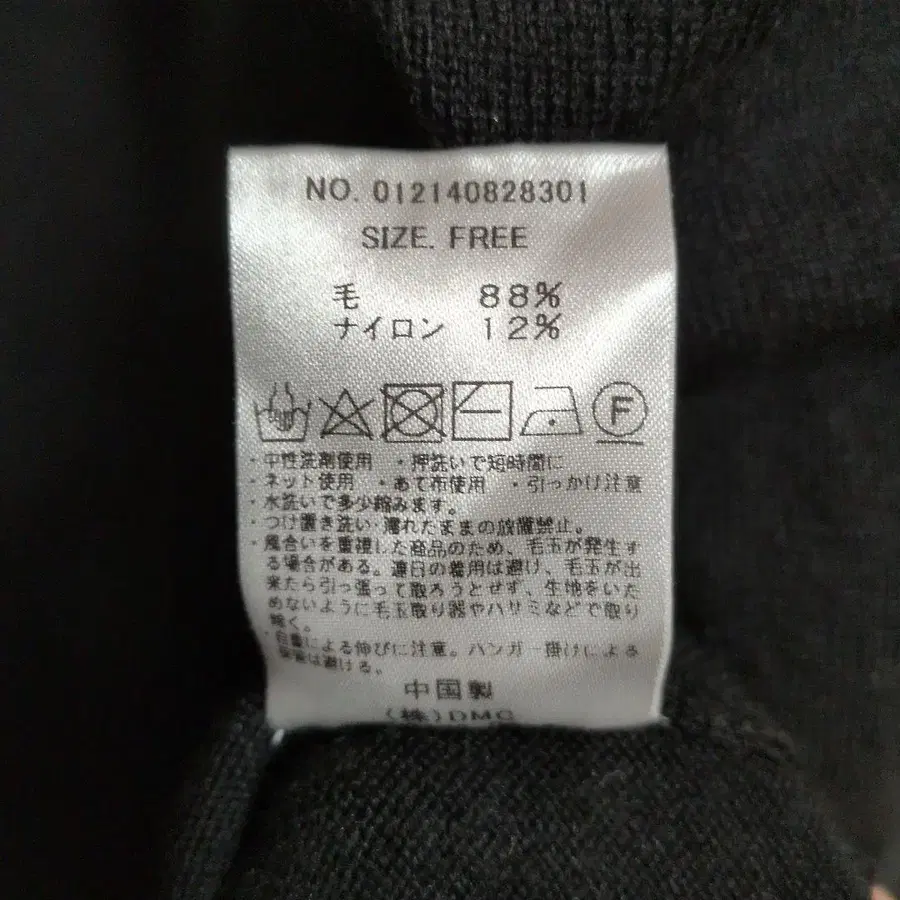 NO. 012140828301
SIZE. FREE
毛 88%
ナイロン 12%
F
・中性洗剤使用 ・押洗いで短時間に
・ネット使用 ・あて布使用 ・引っかけ注意
・水洗いで多少縮みます。
・つけ置き洗い・濡れたままの放置禁止。
・風合いを重視した商品のため、毛玉が発生す
る場合がある。連日の着用は避け、毛玉が出
来たら引っ張って取ろうとせず、生地をいた
めないように毛玉取り器やハサミなどで取り
除く。
・自重による伸びに注意。ハンガー掛けによる
は避ける。
中国製
(株)DMC